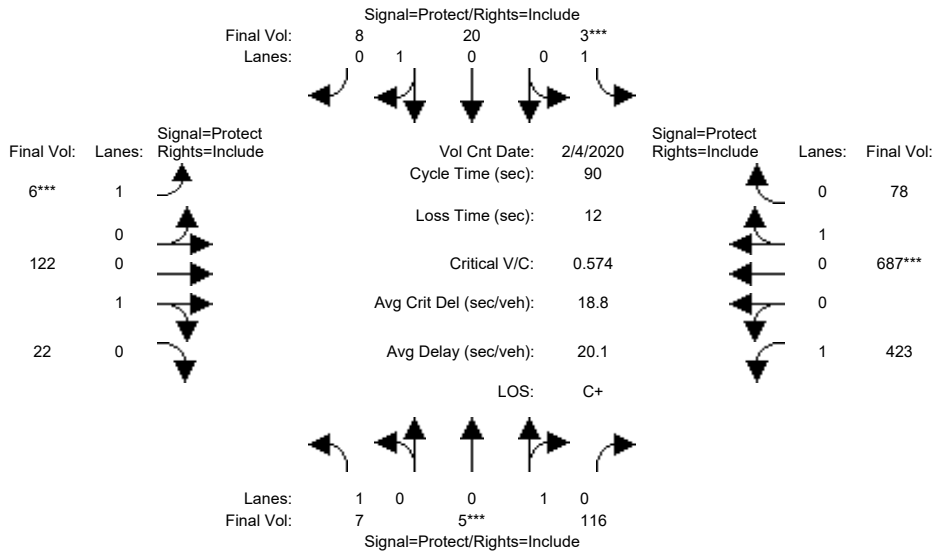 Signal=Protect/Rights=Include
Final Vol: 8 20 3***
Lanes: 0 1 0 0 1
Signal=Protect
Final Vol: Lanes: Rights=Include
Vol Cnt Date: 2/4/2020
Signal=Protect
Rights=Include Lanes: Final Vol:
Cycle Time (sec): 90
6*** 1
0 78
Loss Time (sec): 12
0
1
122 0
Critical V/C: 0.574
0 687***
1
Avg Crit Del (sec/veh): 18.8
0
22 0
Avg Delay (sec/veh): 20.1
1 423
LOS: C+
Lanes: 1 0 0 1 0
Final Vol: 7 5*** 116
Signal=Protect/Rights=Include